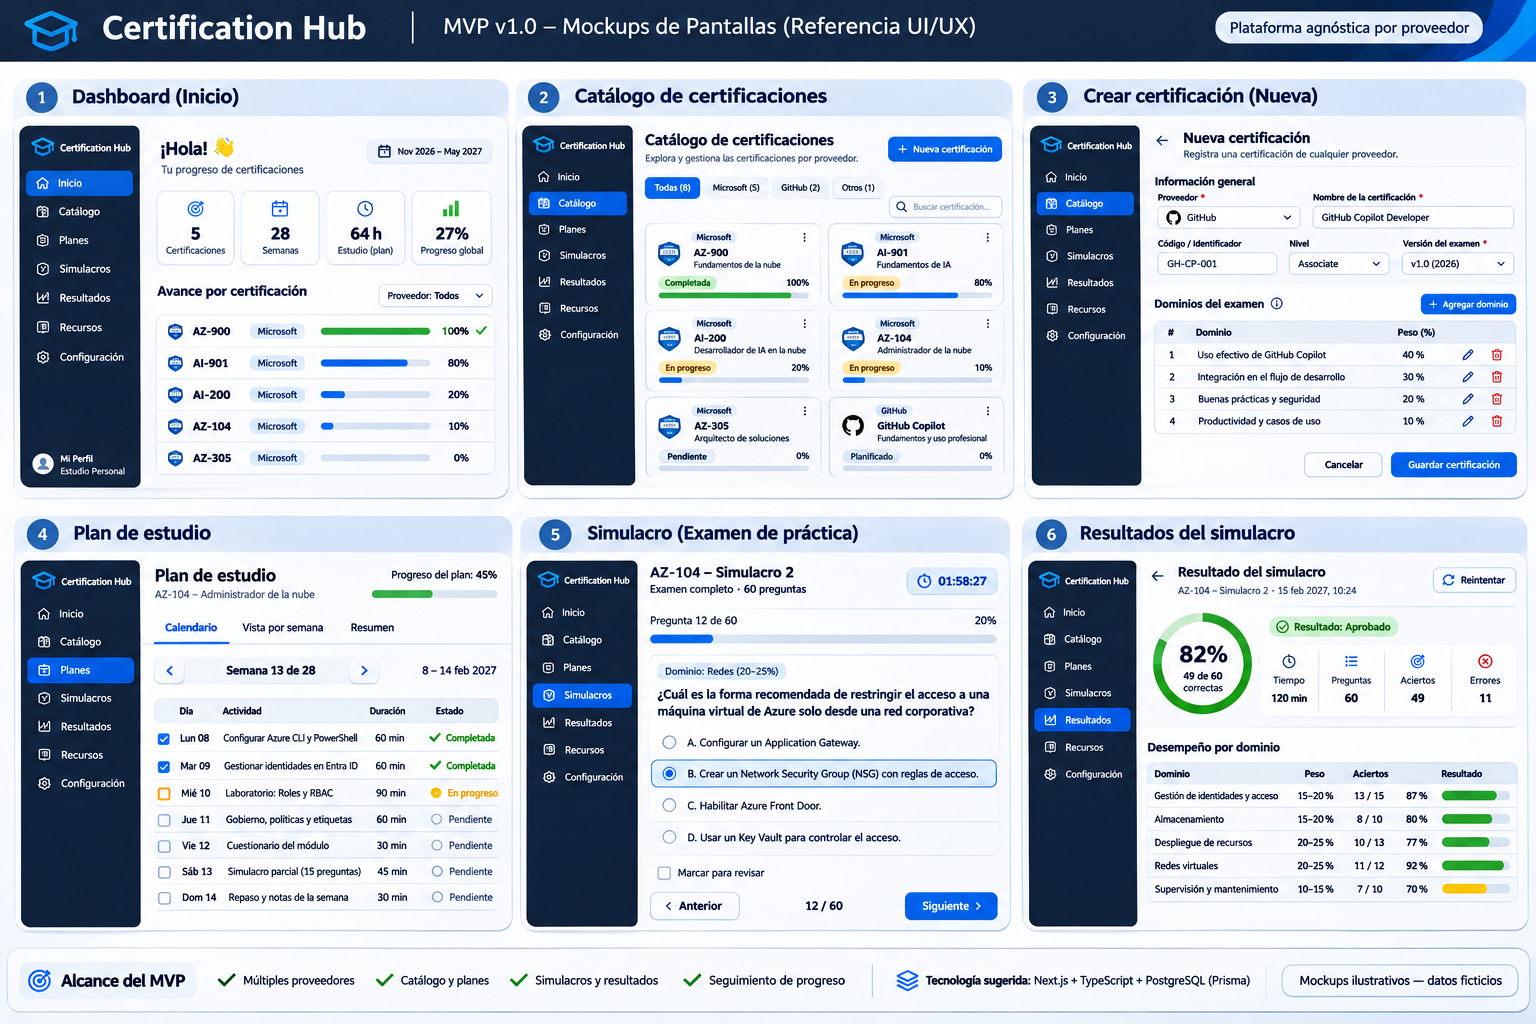 Certification Hub
MVP v1.0 – Mockups de Pantallas (Referencia UI/UX)
Plataforma agnóstica por proveedor
1 Dashboard (Inicio)
Certification Hub
Inicio
Catálogo
Planes
Simulacros
Resultados
Recursos
Configuración
Mi Perfil
Estudio Personal
¡Hola! 👋
Tu progreso de certificaciones
Nov 2026 – May 2027
5
Certificaciones
28
Semanas
64 h
Estudio (plan)
27%
Progreso global
Avance por certificación
Proveedor: Todos
AZ-900 Microsoft 100%
AI-901 Microsoft 80%
AI-200 Microsoft 20%
AZ-104 Microsoft 10%
AZ-305 Microsoft 0%
2 Catálogo de certificaciones
Certification Hub
Inicio
Catálogo
Planes
Simulacros
Resultados
Recursos
Configuración
Catálogo de certificaciones
Explora y gestiona las certificaciones por proveedor.
+ Nueva certificación
Todas (8) Microsoft (5) GitHub (2) Otros (1)
Buscar certificación...
Microsoft
AZ-900
Fundamentos de la nube
Completada 100%
Microsoft
AI-901
Fundamentos de IA
En progreso 80%
Microsoft
AI-200
Desarrollador de IA en la nube
En progreso 20%
Microsoft
AZ-104
Administrador de la nube
En progreso 10%
Microsoft
AZ-305
Arquitecto de soluciones
Pendiente 0%
GitHub
GitHub Copilot
Fundamentos y uso profesional
Planificado 0%
3 Crear certificación (Nueva)
Certification Hub
Inicio
Catálogo
Planes
Simulacros
Resultados
Recursos
Configuración
← Nueva certificación
Registra una certificación de cualquier proveedor.
Información general
Proveedor *
GitHub
Nombre de la certificación *
GitHub Copilot Developer
Código / Identificador
GH-CP-001
Nivel
Associate
Versión del examen *
v1.0 (2026)
Dominios del examen
+ Agregar dominio
# Dominio Peso (%)
1 Uso efectivo de GitHub Copilot 40 %
2 Integración en el flujo de desarrollo 30 %
3 Buenas prácticas y seguridad 20 %
4 Productividad y casos de uso 10 %
Cancelar
Guardar certificación
4 Plan de estudio
Certification Hub
Inicio
Catálogo
Planes
Simulacros
Resultados
Recursos
Configuración
Plan de estudio
AZ-104 – Administrador de la nube
Progreso del plan: 45%
Calendario Vista por semana Resumen
Semana 13 de 28
8 – 14 feb 2027
Día Actividad Duración Estado
Lun 08 Configurar Azure CLI y PowerShell 60 min Completada
Mar 09 Gestionar identidades en Entra ID 60 min Completada
Mié 10 Laboratorio: Roles y RBAC 90 min En progreso
Jue 11 Gobierno, políticas y etiquetas 60 min Pendiente
Vie 12 Cuestionario del módulo 30 min Pendiente
Sáb 13 Simulacro parcial (15 preguntas) 45 min Pendiente
Dom 14 Repaso y notas de la semana 30 min Pendiente
5 Simulacro (Examen de práctica)
Certification Hub
Inicio
Catálogo
Planes
Simulacros
Resultados
Recursos
Configuración
AZ-104 – Simulacro 2
Examen completo · 60 preguntas
01:58:27
Pregunta 12 de 60 20%
Dominio: Redes (20–25%)
¿Cuál es la forma recomendada de restringir el acceso a una
máquina virtual de Azure solo desde una red corporativa?
A. Configurar un Application Gateway.
B. Crear un Network Security Group (NSG) con reglas de acceso.
C. Habilitar Azure Front Door.
D. Usar un Key Vault para controlar el acceso.
Marcar para revisar
Anterior
12 / 60
Siguiente
6 Resultados del simulacro
Certification Hub
Inicio
Catálogo
Planes
Simulacros
Resultados
Recursos
Configuración
← Resultado del simulacro
AZ-104 – Simulacro 2 · 15 feb 2027, 10:24
Reintentar
82%
49 de 60
correctas
Resultado: Aprobado
Tiempo
120 min
Preguntas
60
Aciertos
49
Errores
11
Desempeño por dominio
Dominio Peso Aciertos Resultado
Gestión de identidades y acceso 15–20 % 13 / 15 87 %
Almacenamiento 15–20 % 8 / 10 80 %
Despliegue de recursos 20–25 % 10 / 13 77 %
Redes virtuales 20–25 % 11 / 12 92 %
Supervisión y mantenimiento 10–15 % 7 / 10 70 %
Alcance del MVP
Múltiples proveedores
Catálogo y planes
Simulacros y resultados
Seguimiento de progreso
Tecnología sugerida: Next.js + TypeScript + PostgreSQL (Prisma)
Mockups ilustrativos — datos ficticios